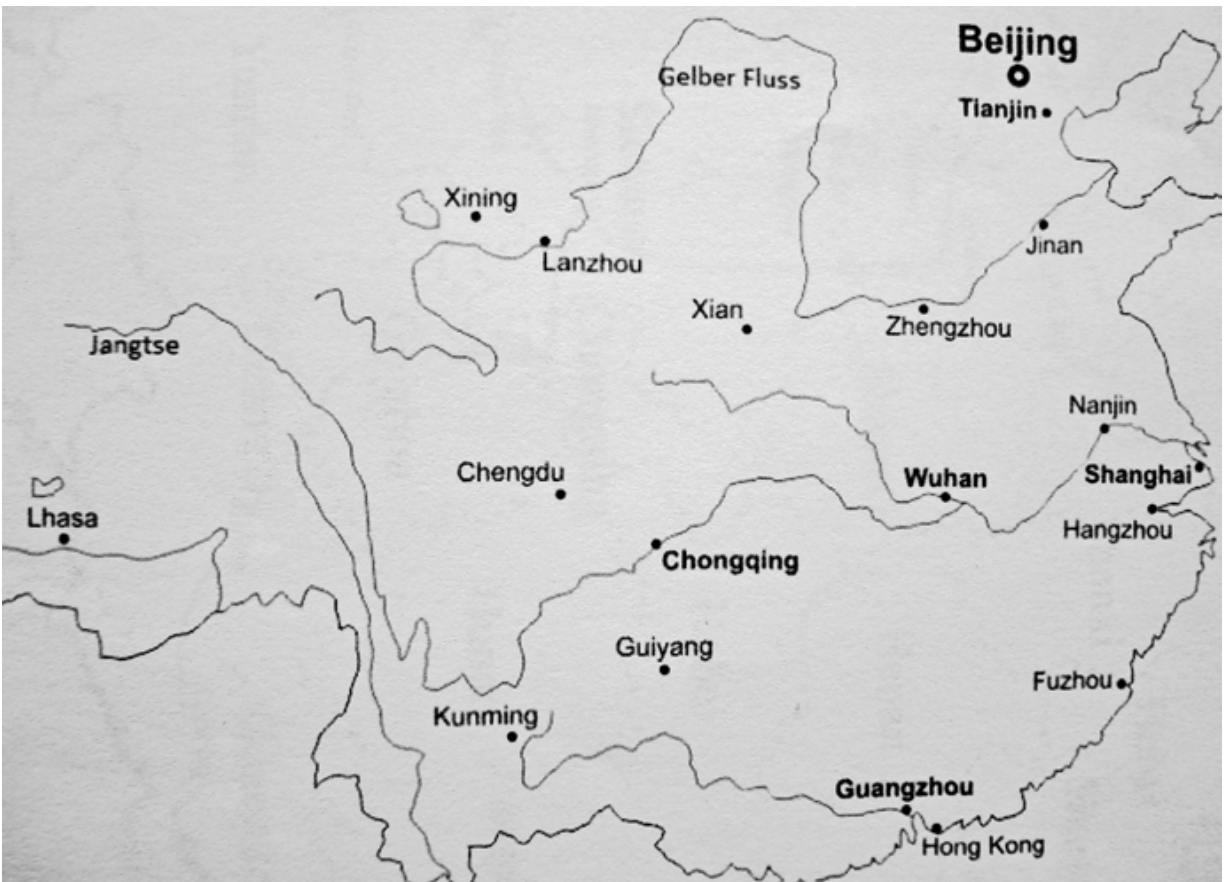 Beijing
Gelber Fluss
Tianjin
Xining
Jinan
Lanzhou
Xian
Zhengzhou
Jangtse
Nanjin
Chengdu
Wuhan
Shanghai
Lhasa
Hangzhou
Chongqing
Guiyang
Fuzhou
Kunming
Guangzhou
Hong Kong